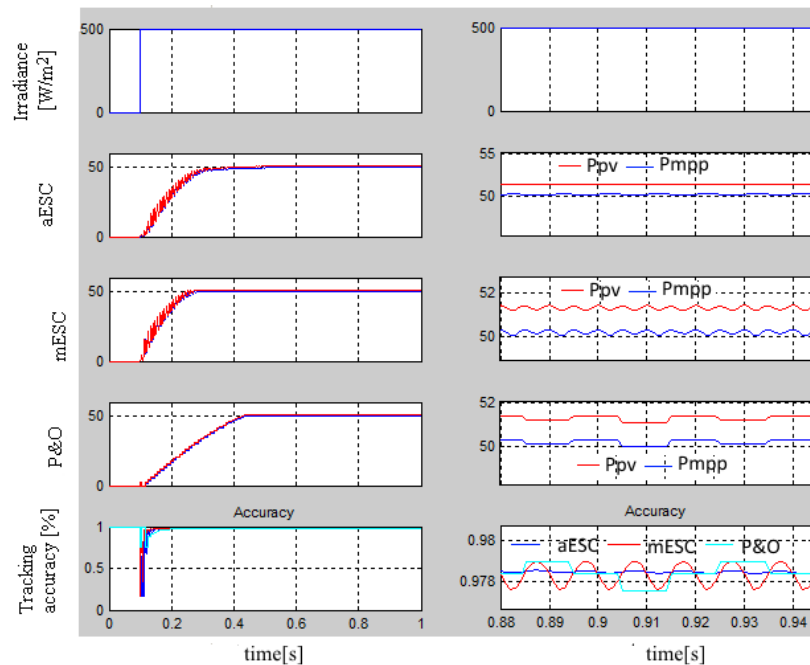 Irradiance
[W/m2]
500
0
500
0
aESC
50
0
55
50
Ppv Pmpp
mESC
50
0
52
50
Ppv Pmpp
P&O
50
0
52
50
Ppv Pmpp
Tracking
accuracy [%]
Accuracy
1
0.5
0
0 0.2 0.4 0.6 0.8 1
time[s]
Accuracy
0.98
0.978
aESC mESC P&O
0.88 0.89 0.9 0.91 0.92 0.93 0.94
time[s]